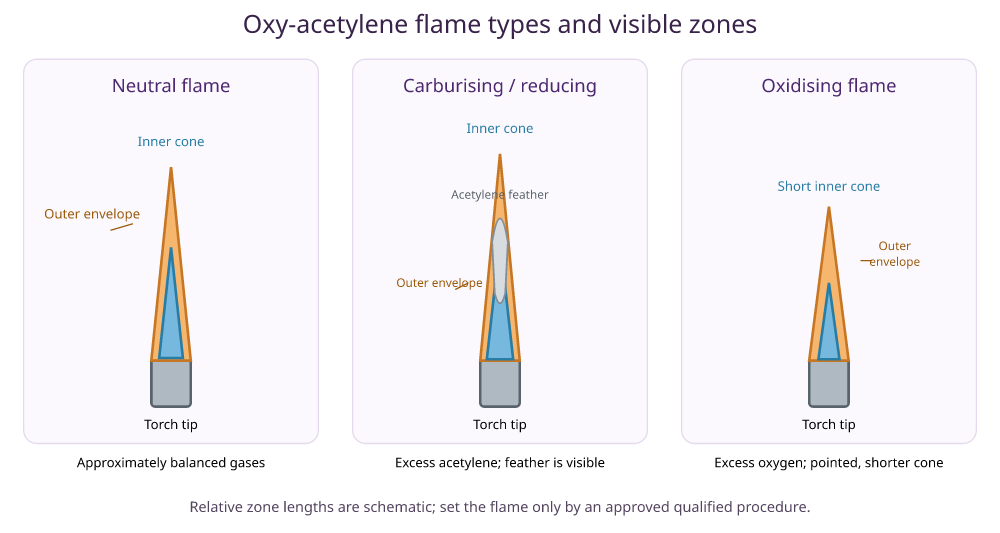 Oxy-acetylene flame types and visible zones
Neutral flame
Inner cone
Outer envelope
Torch tip
Approximately balanced gases
Carburising / reducing
Inner cone
Acetylene feather
Outer envelope
Torch tip
Excess acetylene; feather is visible
Oxidising flame
Short inner cone
Outer
envelope
Torch tip
Excess oxygen; pointed, shorter cone
Relative zone lengths are schematic; set the flame only by an approved qualified procedure.